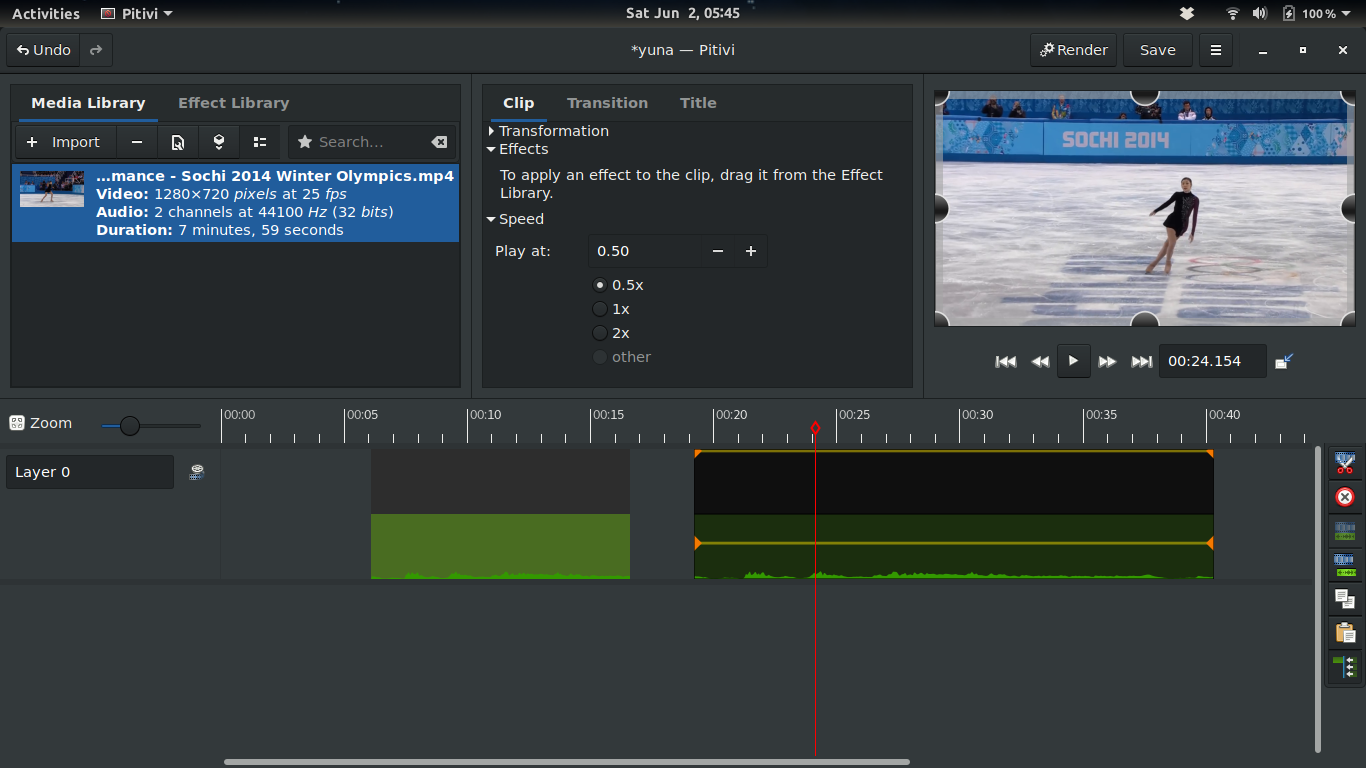 Activities Pitivi Sat Jun 2, 05:45 100%
Undo *yuna — Pitivi Render Save
Media Library Effect Library
Import Search...
...mance - Sochi 2014 Winter Olympics.mp4
Video: 1280×720 pixels at 25 fps
Audio: 2 channels at 44100 Hz (32 bits)
Duration: 7 minutes, 59 seconds
Clip Transition Title
Transformation
Effects
To apply an effect to the clip, drag it from the Effect
Library.
Speed
Play at: 0.50
0.5x
1x
2x
other
SOCHI 2014
00:24.154
Zoom 00:00 00:05 00:10 00:15 00:20 00:25 00:30 00:35 00:40
Layer 0